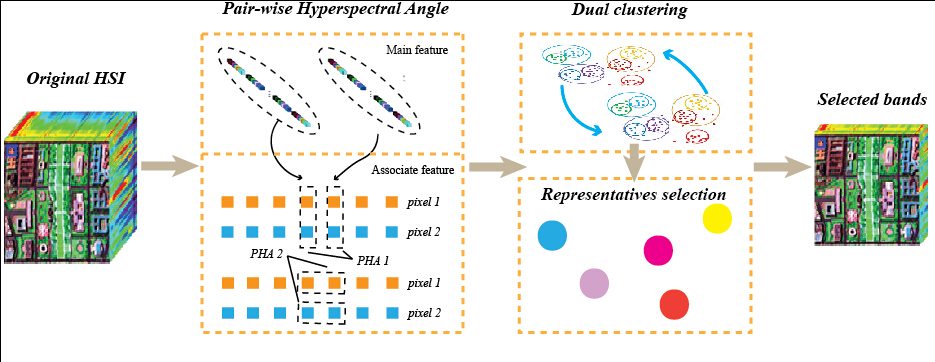 Pair-wise Hyperspectral Angle
Dual clustering
Main feature
Original HSI
Selected bands
Associate feature
Representatives selection
pixel 1
pixel 2
PHA 2
PHA 1
pixel 1
pixel 2